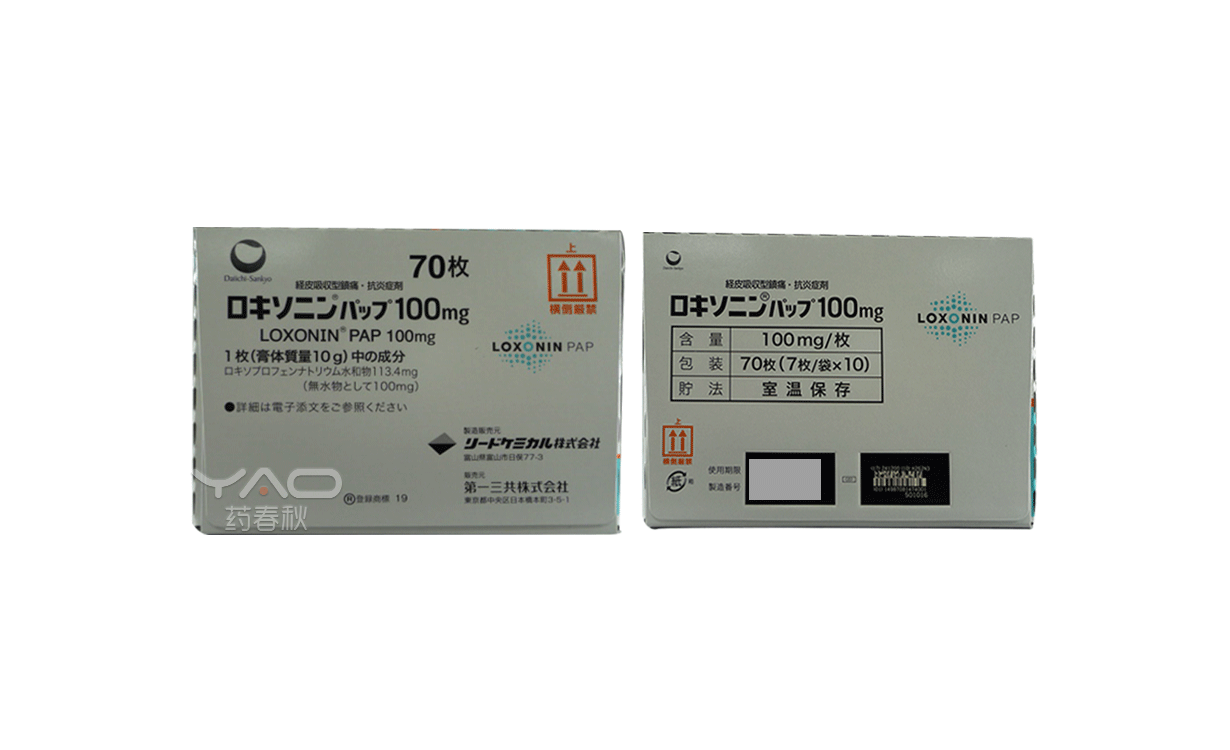 Daiichi-Sankyo
70枚
上
横倒厳禁
経皮吸収型鎮痛・抗炎症剤
ロキソニン®パップ100mg
LOXONIN® PAP 100mg
LOXONIN PAP
1枚(膏体質量10g)中の成分
ロキソプロフェンナトリウム水和物113.4mg
(無水物として100mg)
●詳細は電子添文をご参照ください
製造販売元
リードケミカル株式会社
富山県富山市日俣77-3
販売元
第一三共株式会社
東京都中央区日本橋本町3-5-1
®登録商標 19
YAO
药春秋
Daiichi-Sankyo
経皮吸収型鎮痛・抗炎症剤
ロキソニン®パップ100mg
LOXONIN PAP
含量 100mg/枚
包装 70枚(7枚/袋×10)
貯法 室温保存
上
横倒厳禁
紙
使用期限
製造番号
501016